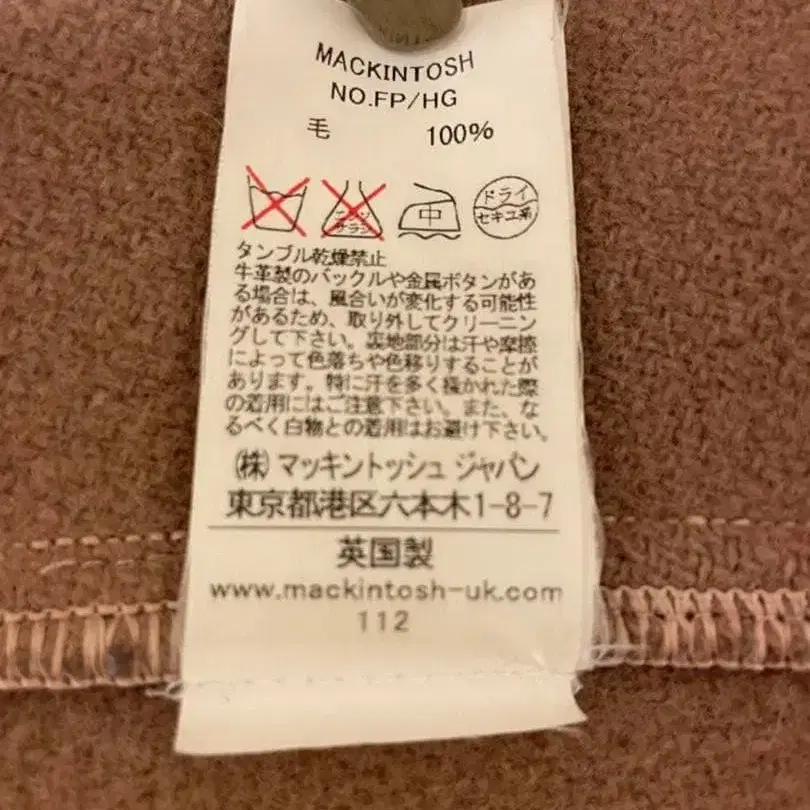 MACKINTOSH
NO.FP/HG
毛 100%
エンソ
サラシ
中
ドライ
セキユ系
タンブル乾燥禁止
牛革製のバックルや金属ボタンがあ
る場合は、風合いが変化する可能性
があるため、取り外してクリーニン
グして下さい。裏地部分は汗や摩擦
によって色落ちや色移りすることが
あります。特に汗を多く掻かれた際
の着用にはご注意下さい。また、な
るべく白物との着用はお避け下さい。
㈱ マッキントッシュ ジャパン
東京都港区六本木1-8-7
英国製
www.mackintosh-uk.com
112